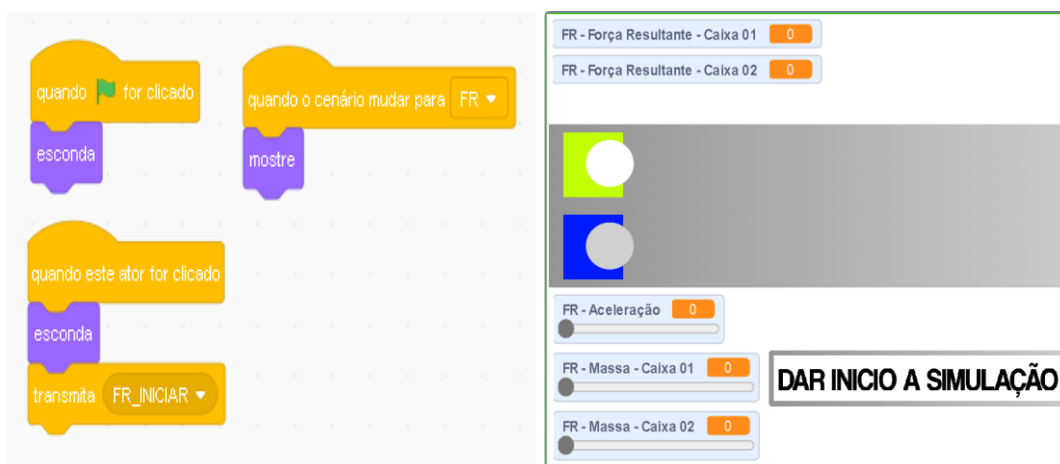 quando for clicado
esconda
quando o cenário mudar para FR
mostre
quando este ator for clicado
esconda
transmita FR_INICIAR
FR - Força Resultante - Caixa 01 0
FR - Força Resultante - Caixa 02 0
FR - Aceleração 0
FR - Massa - Caixa 01 0
FR - Massa - Caixa 02 0
DAR INICIO A SIMULAÇÃO